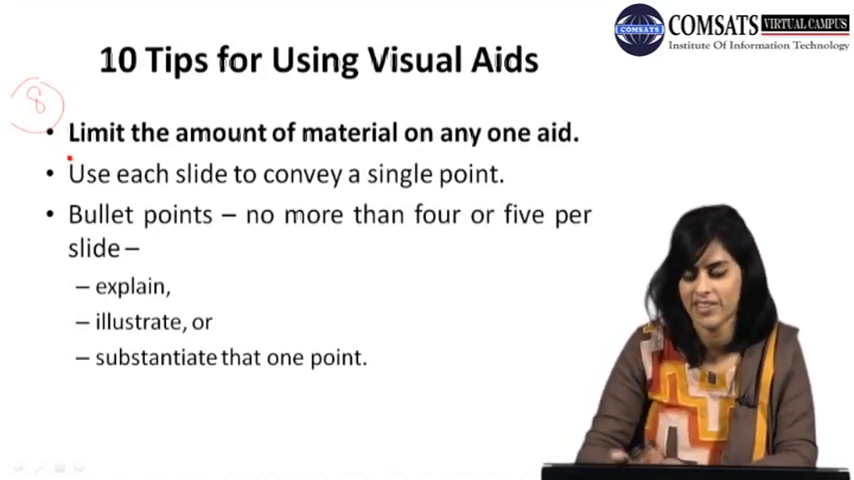 COMSATS VIRTUAL CAMPUS
Institute Of Information Technology
COMSATS
10 Tips for Using Visual Aids
8
• Limit the amount of material on any one aid.
• Use each slide to convey a single point.
• Bullet points – no more than four or five per
slide –
– explain,
– illustrate, or
– substantiate that one point.